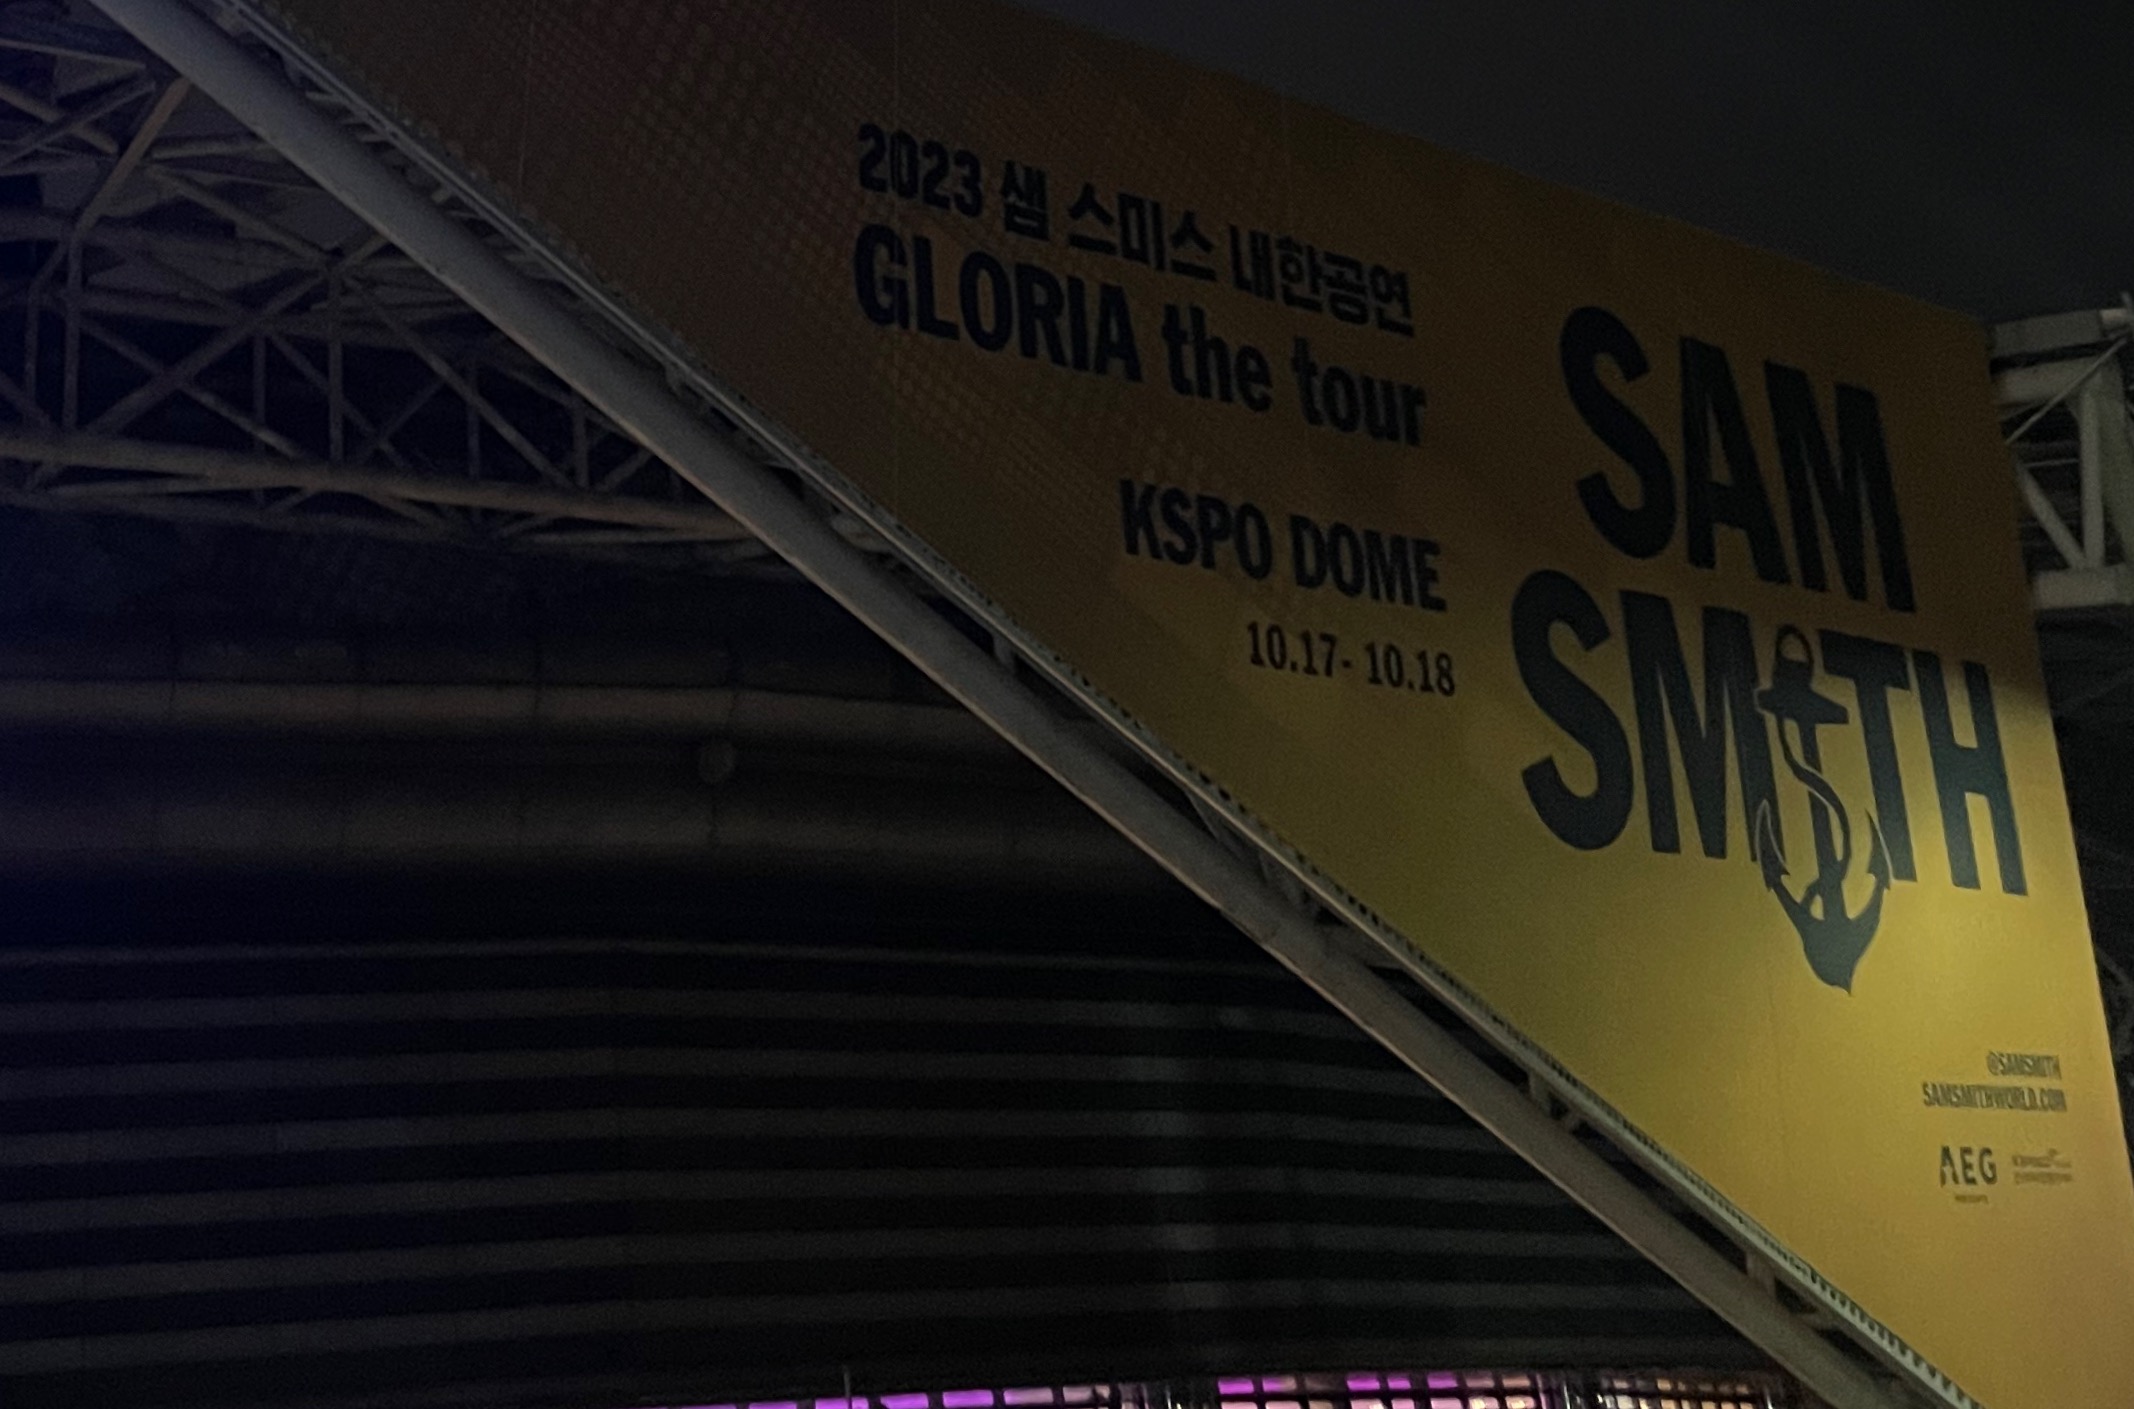 2023 샘 스미스 내한공연
GLORIA the tour
KSPO DOME
10.17- 10.18
SAM
SMITH
@SAMSMITH
SAMSMITHWORLD.COM
AEG